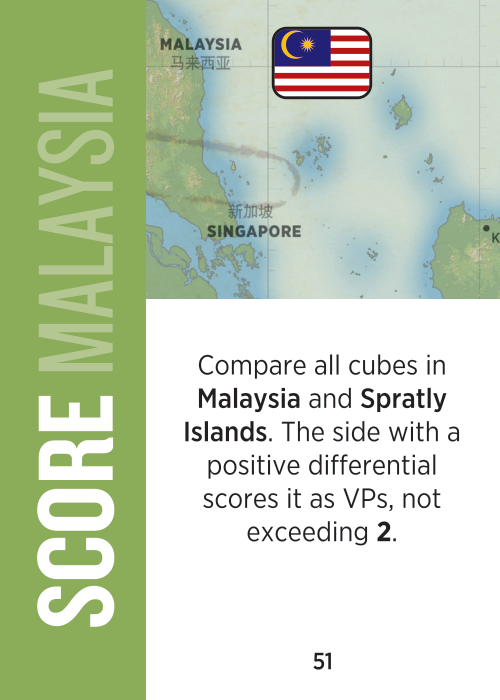 SCORE MALAYSIA
MALAYSIA
马来西亚
新加坡
SINGAPORE
K
Compare all cubes in
Malaysia and Spratly
Islands. The side with a
positive differential
scores it as VPs, not
exceeding 2.
51